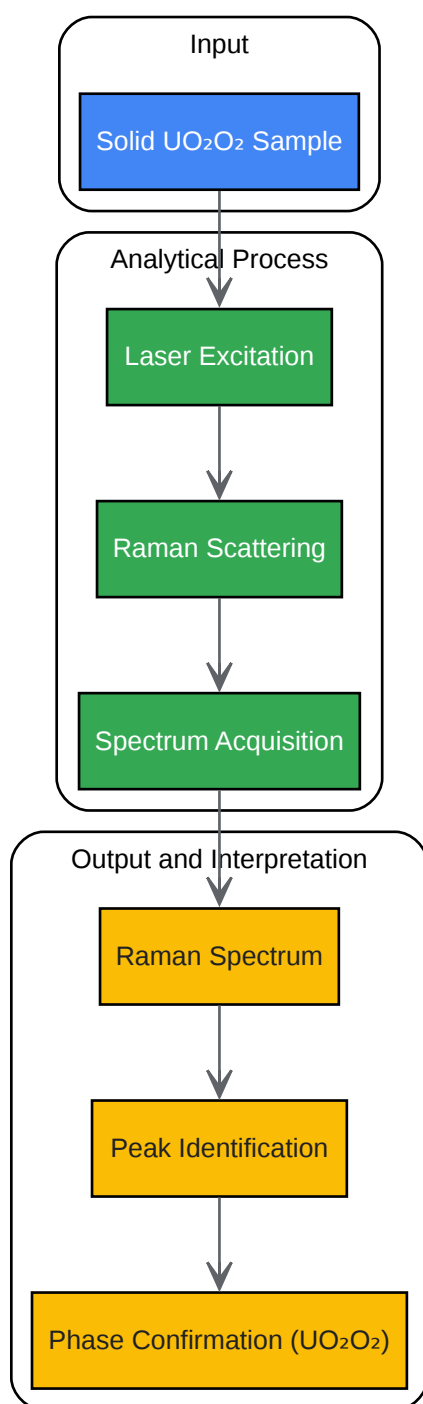 Input
Solid UO₂O₂ Sample
Analytical Process
Laser Excitation
Raman Scattering
Spectrum Acquisition
Output and Interpretation
Raman Spectrum
Peak Identification
Phase Confirmation (UO₂O₂)